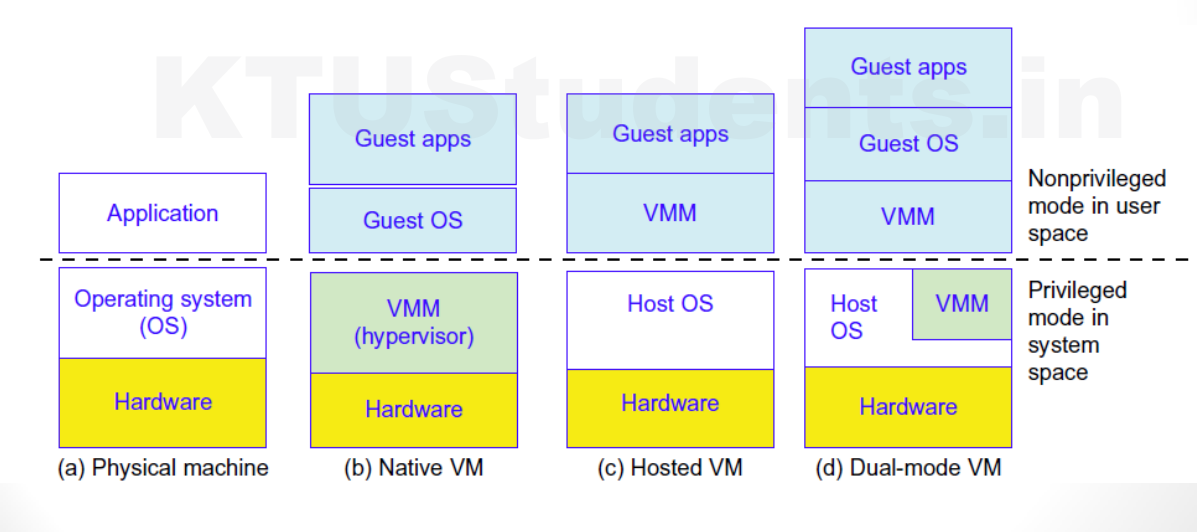 KTUStudents.in
Application
Operating system
(OS)
Hardware
(a) Physical machine
Guest apps
Guest OS
VMM
(hypervisor)
Hardware
(b) Native VM
Guest apps
VMM
Host OS
Hardware
(c) Hosted VM
Guest apps
Guest OS
VMM
Host
OS
VMM
Hardware
(d) Dual-mode VM
Nonprivileged
mode in user
space
Privileged
mode in
system
space